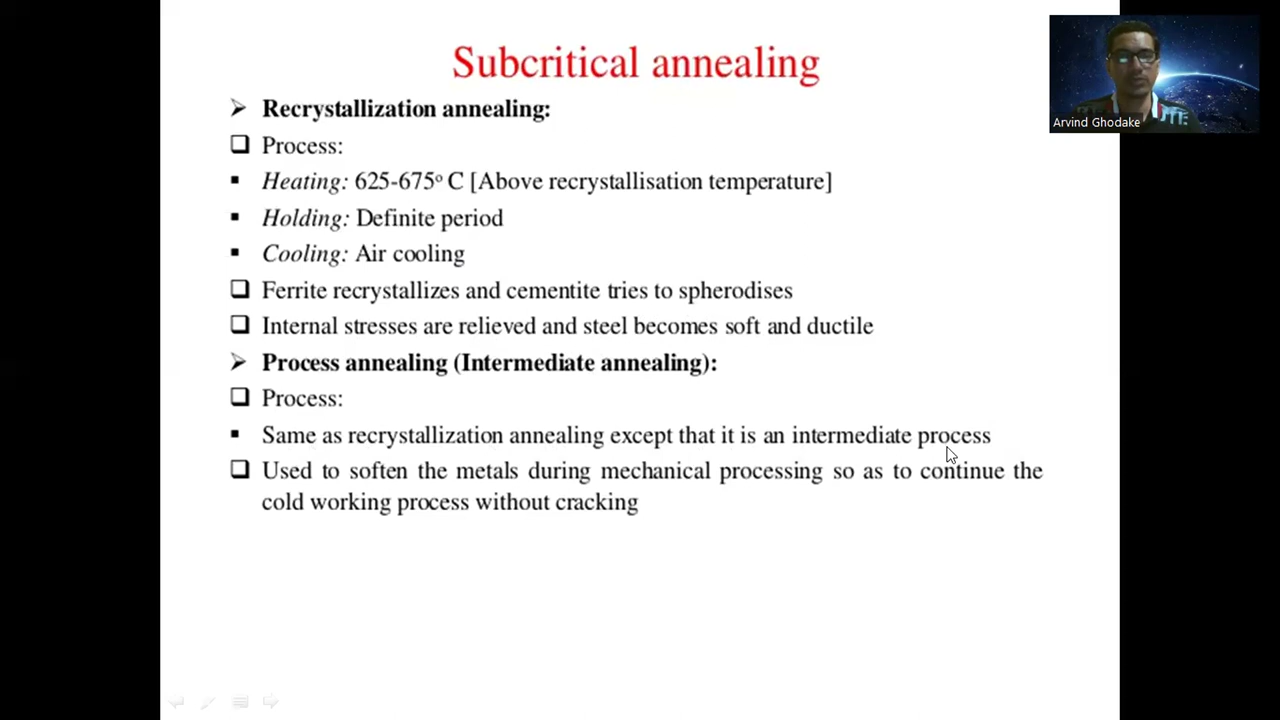 Subcritical annealing
Recrystallization annealing:
Process:
Heating: 625-675º C [Above recrystallisation temperature]
Holding: Definite period
Cooling: Air cooling
Ferrite recrystallizes and cementite tries to spherodises
Internal stresses are relieved and steel becomes soft and ductile
Process annealing (Intermediate annealing):
Process:
Same as recrystallization annealing except that it is an intermediate process
Used to soften the metals during mechanical processing so as to continue the
cold working process without cracking
Arvind Ghodake